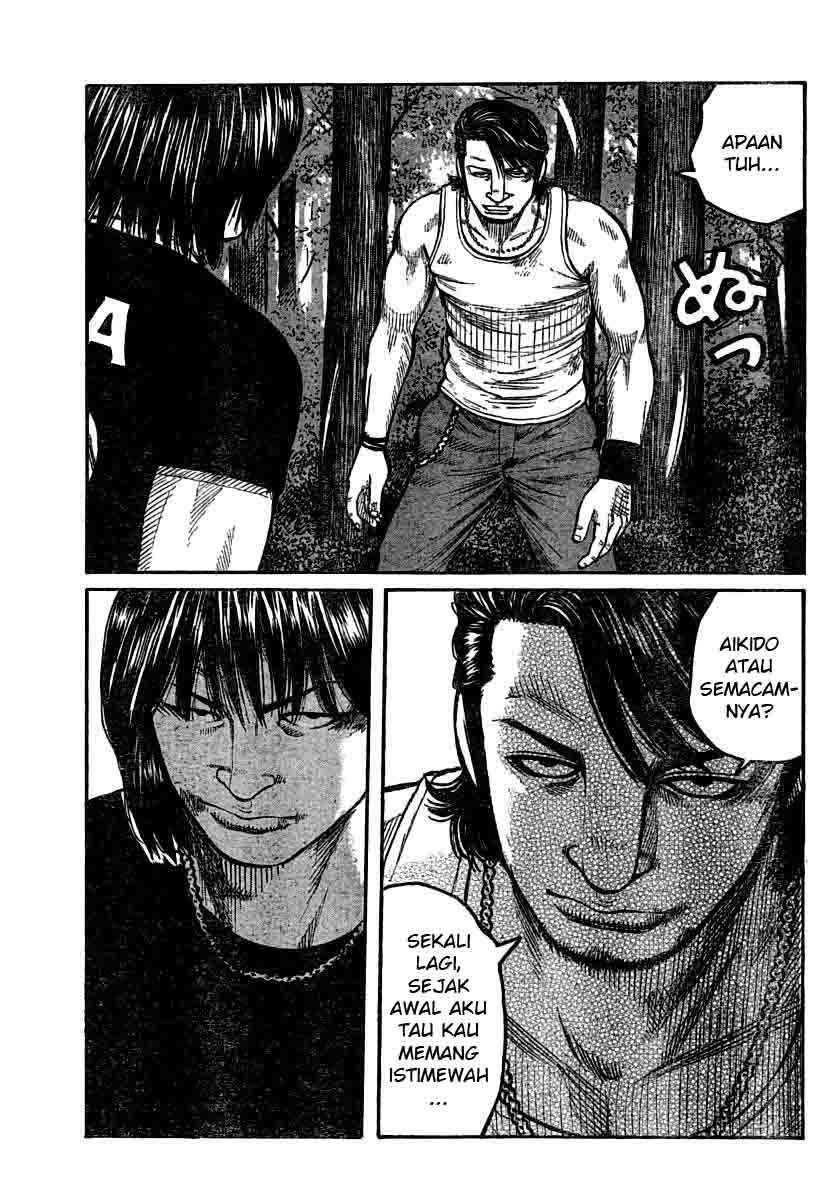 APAAN
TUH...
ぬ
っ
A
AIKIDO
ATAU
SEMACAM-
NYA?
SEKALI
LAGI,
SEJAK
AWAL AKU
TAU KAU
MEMANG
ISTIMEWAH
...